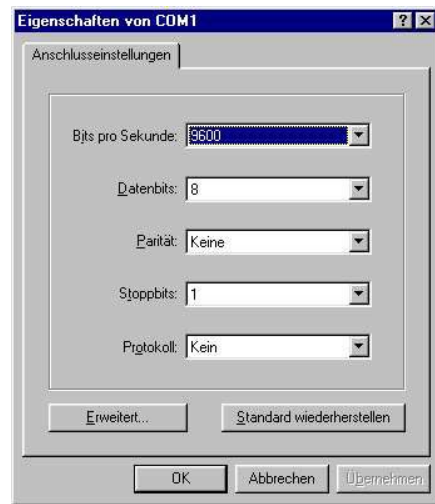 Eigenschaften von COM1
Anschlusseinstellungen
Bits pro Sekunde: 9600
Datenbits: 8
Parität: Keine
Stoppbits: 1
Protokoll: Kein
Erweitert... Standard wiederherstellen
OK Abbrechen Übernehmen